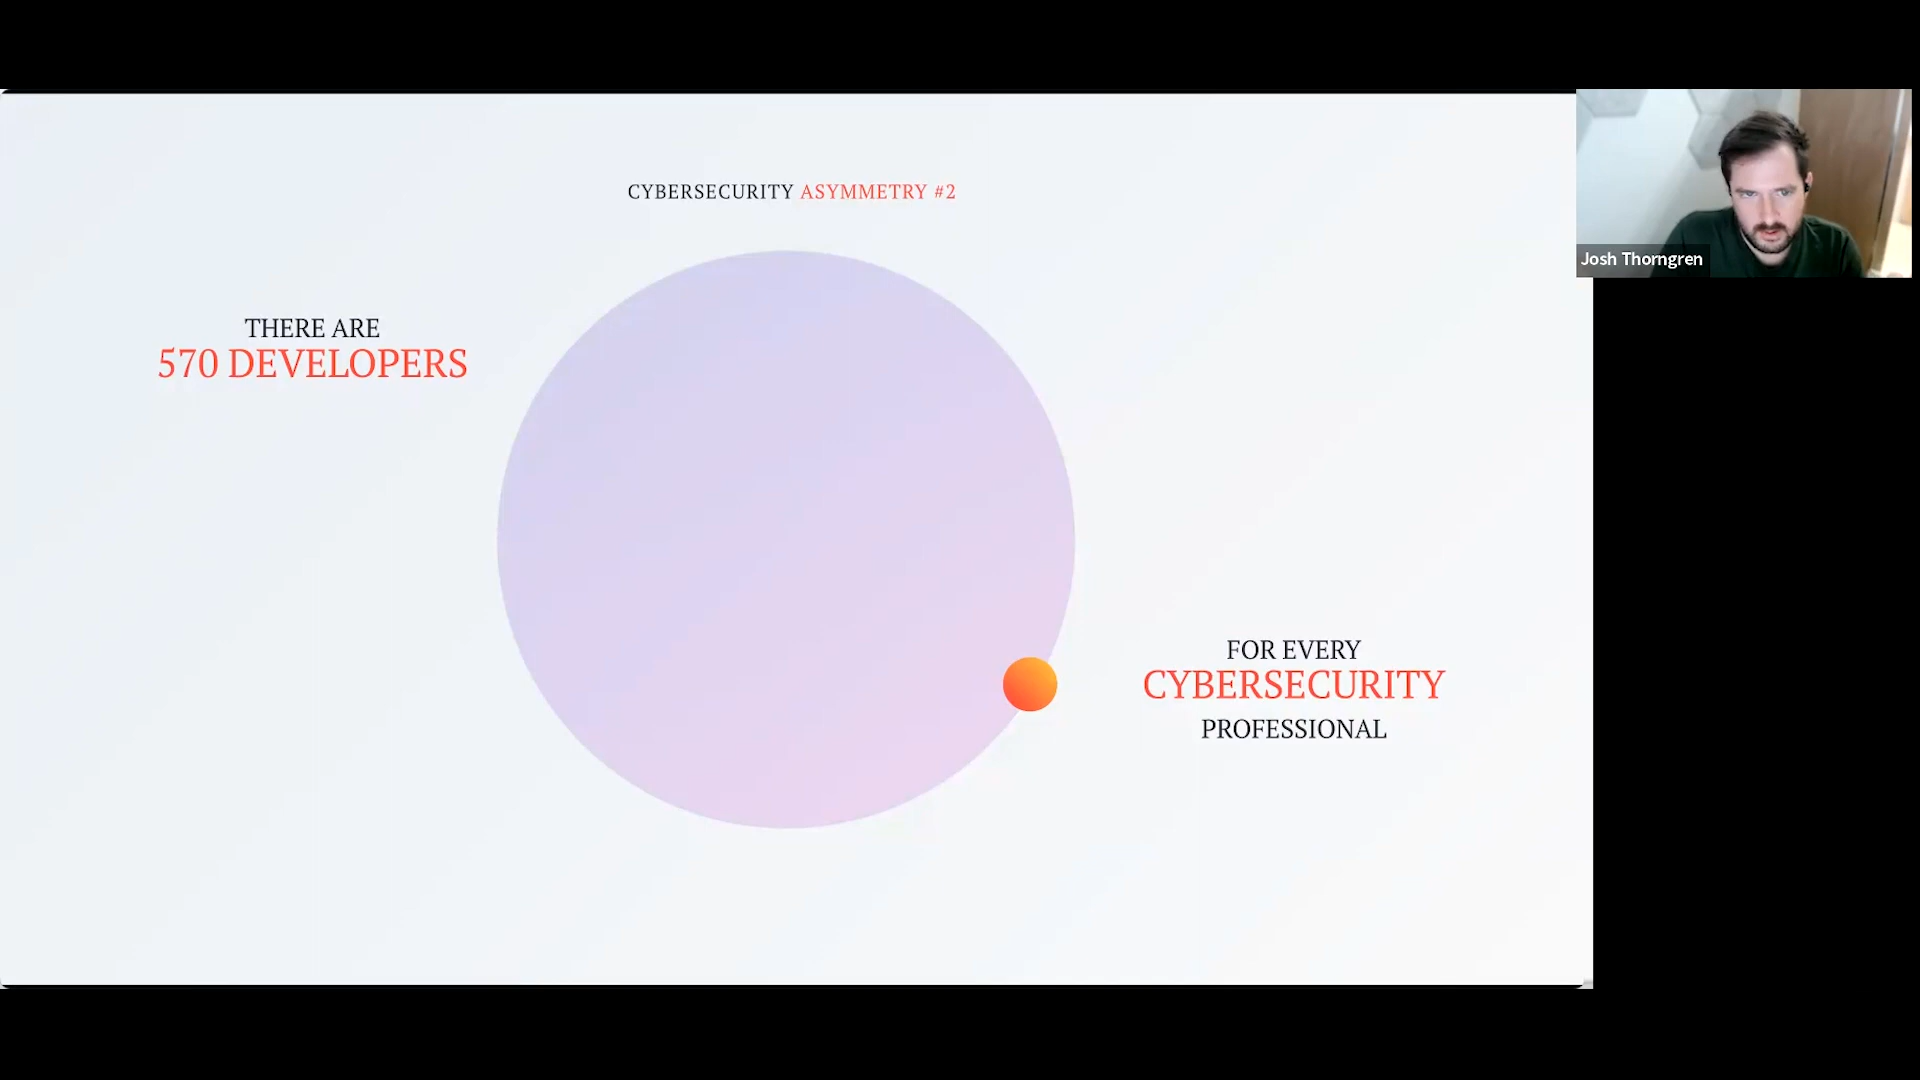 CYBERSECURITY ASYMMETRY #2
THERE ARE
570 DEVELOPERS
FOR EVERY
CYBERSECURITY
PROFESSIONAL
Josh Thorngren